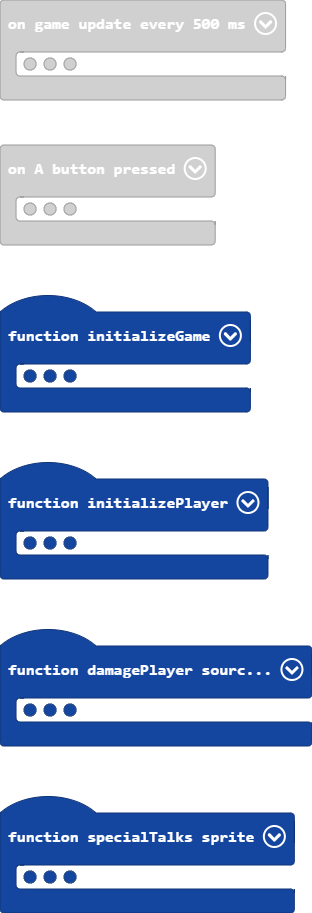 on game update every 500 ms
on A button pressed
function initializeGame
function initializePlayer
function damagePlayer sourc...
function specialTalks sprite